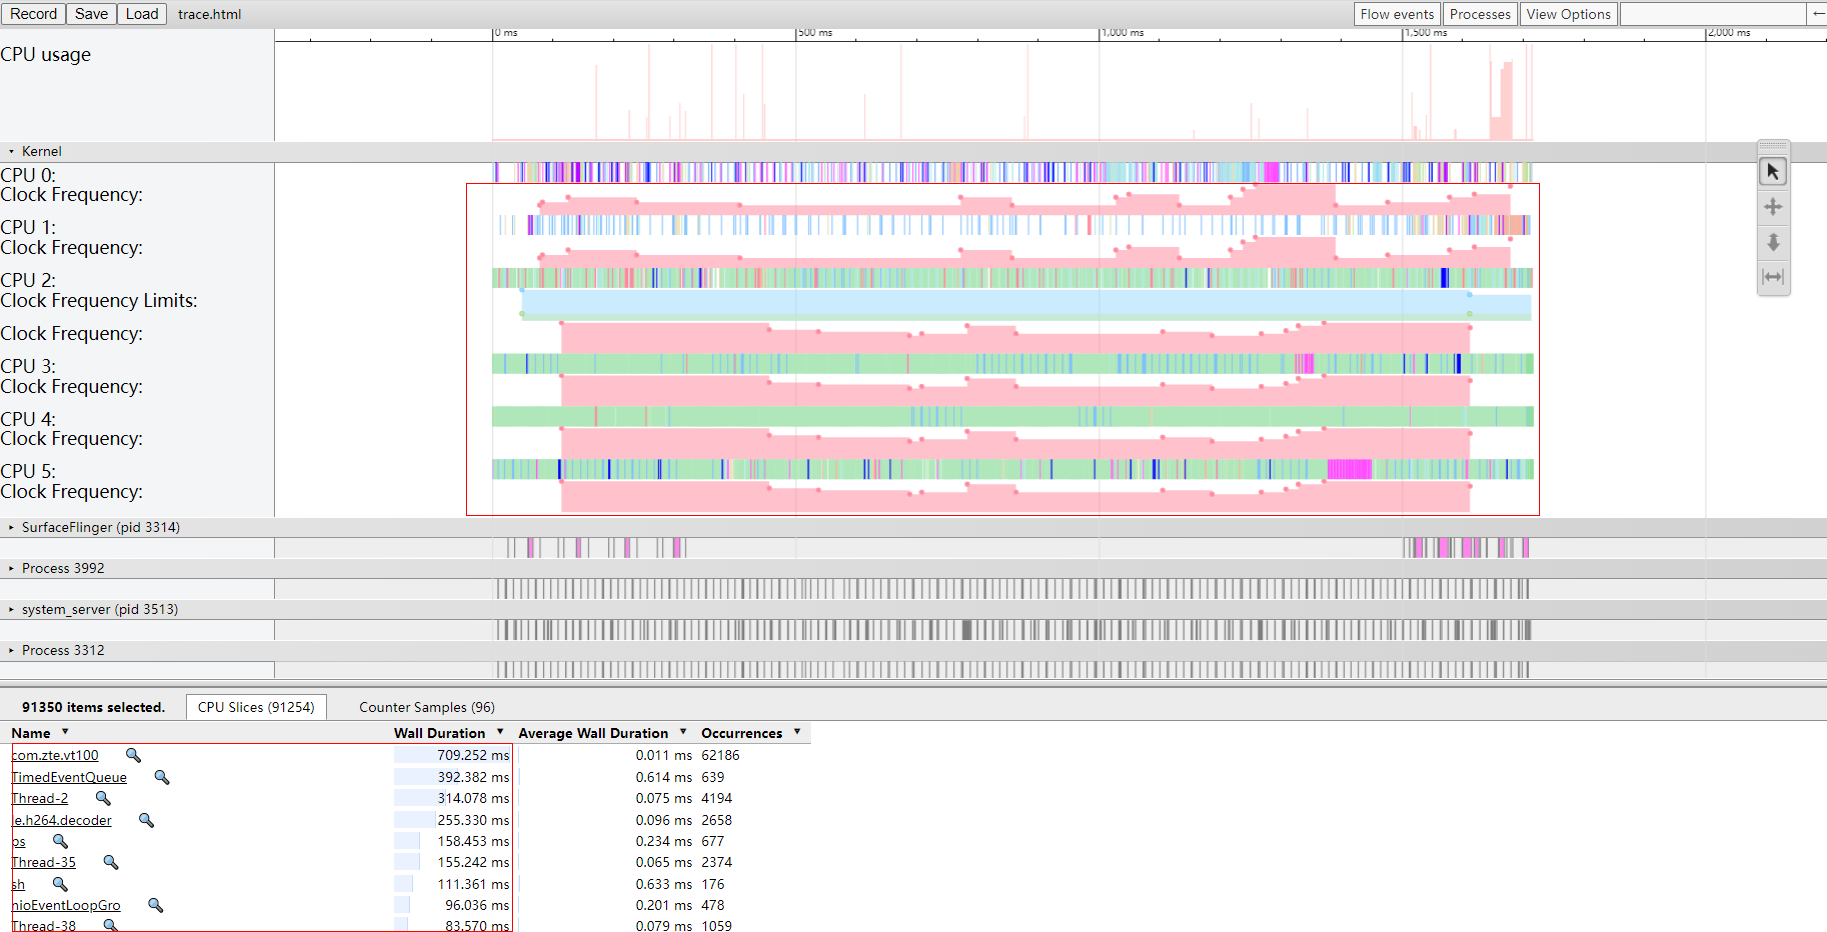 Record Save Load trace.html Flow events Processes View Options ←
0 ms 500 ms 1,000 ms 1,500 ms 2,000 ms
CPU usage
Kernel
CPU 0:
Clock Frequency:
CPU 1:
Clock Frequency:
CPU 2:
Clock Frequency Limits:
Clock Frequency:
CPU 3:
Clock Frequency:
CPU 4:
Clock Frequency:
CPU 5:
Clock Frequency:
SurfaceFlinger (pid 3314)
Process 3992
system_server (pid 3513)
Process 3312
91350 items selected. CPU Slices (91254) Counter Samples (96)
Name Wall Duration Average Wall Duration Occurrences
com.zte.vt100 709.252 ms 0.011 ms 62186
TimedEventQueue 392.382 ms 0.614 ms 639
Thread-2 314.078 ms 0.075 ms 4194
le.h264.decoder 255.330 ms 0.096 ms 2658
ps 158.453 ms 0.234 ms 677
Thread-35 155.242 ms 0.065 ms 2374
sh 111.361 ms 0.633 ms 176
nioEventLoopGro 96.036 ms 0.201 ms 478
Thread-38 83.570 ms 0.079 ms 1059